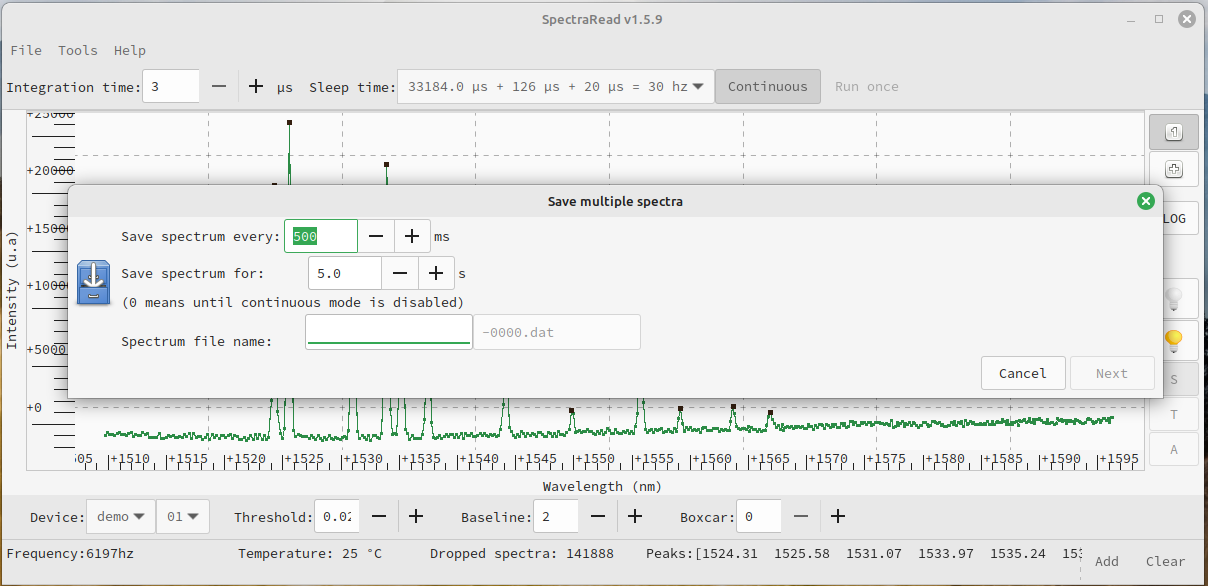 SpectraRead v1.5.9
File Tools Help
Integration time: 3 — + µs Sleep time: 33184.0 µs + 126 µs + 20 µs = 30 hz Continuous Run once
+25000
1
+20000
Save multiple spectra
+15000
LOG
Save spectrum every: 500 — + ms
Save spectrum for: 5.0 — + s
+10000
(0 means until continuous mode is disabled)
Spectrum file name: -0000.dat
+5000
Cancel Next
S
+0
T
A
Intensity (u.a)
05 +1510 +1515 +1520 +1525 +1530 +1535 +1540 +1545 +1550 +1555 +1560 +1565 +1570 +1575 +1580 +1585 +1590 +1595
Wavelength (nm)
Device: demo 01 Threshold: 0.02 — + Baseline: 2 — + Boxcar: 0 — +
Frequency:6197hz Temperature: 25 °C Dropped spectra: 141888 Peaks:[1524.31 1525.58 1531.07 1533.97 1535.24 Add Clear